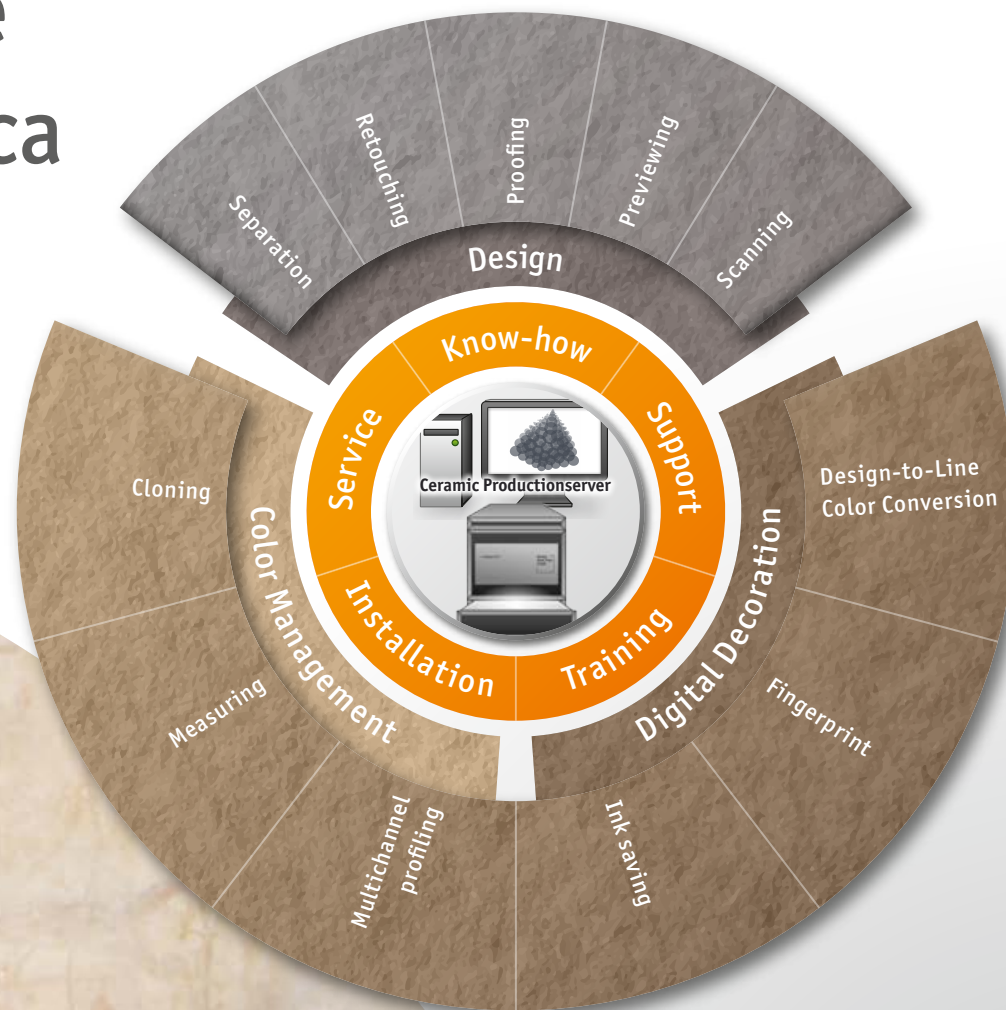 e
ca
Separation
Retouching
Proofing
Previewing
Scanning
Design
Know-how
Service
Support
Installation
Training
Ceramic Productionserver
Color Management
Cloning
Measuring
Multichannel
profiling
Digital Decoration
Design-to-Line
Color Conversion
Fingerprint
Ink saving